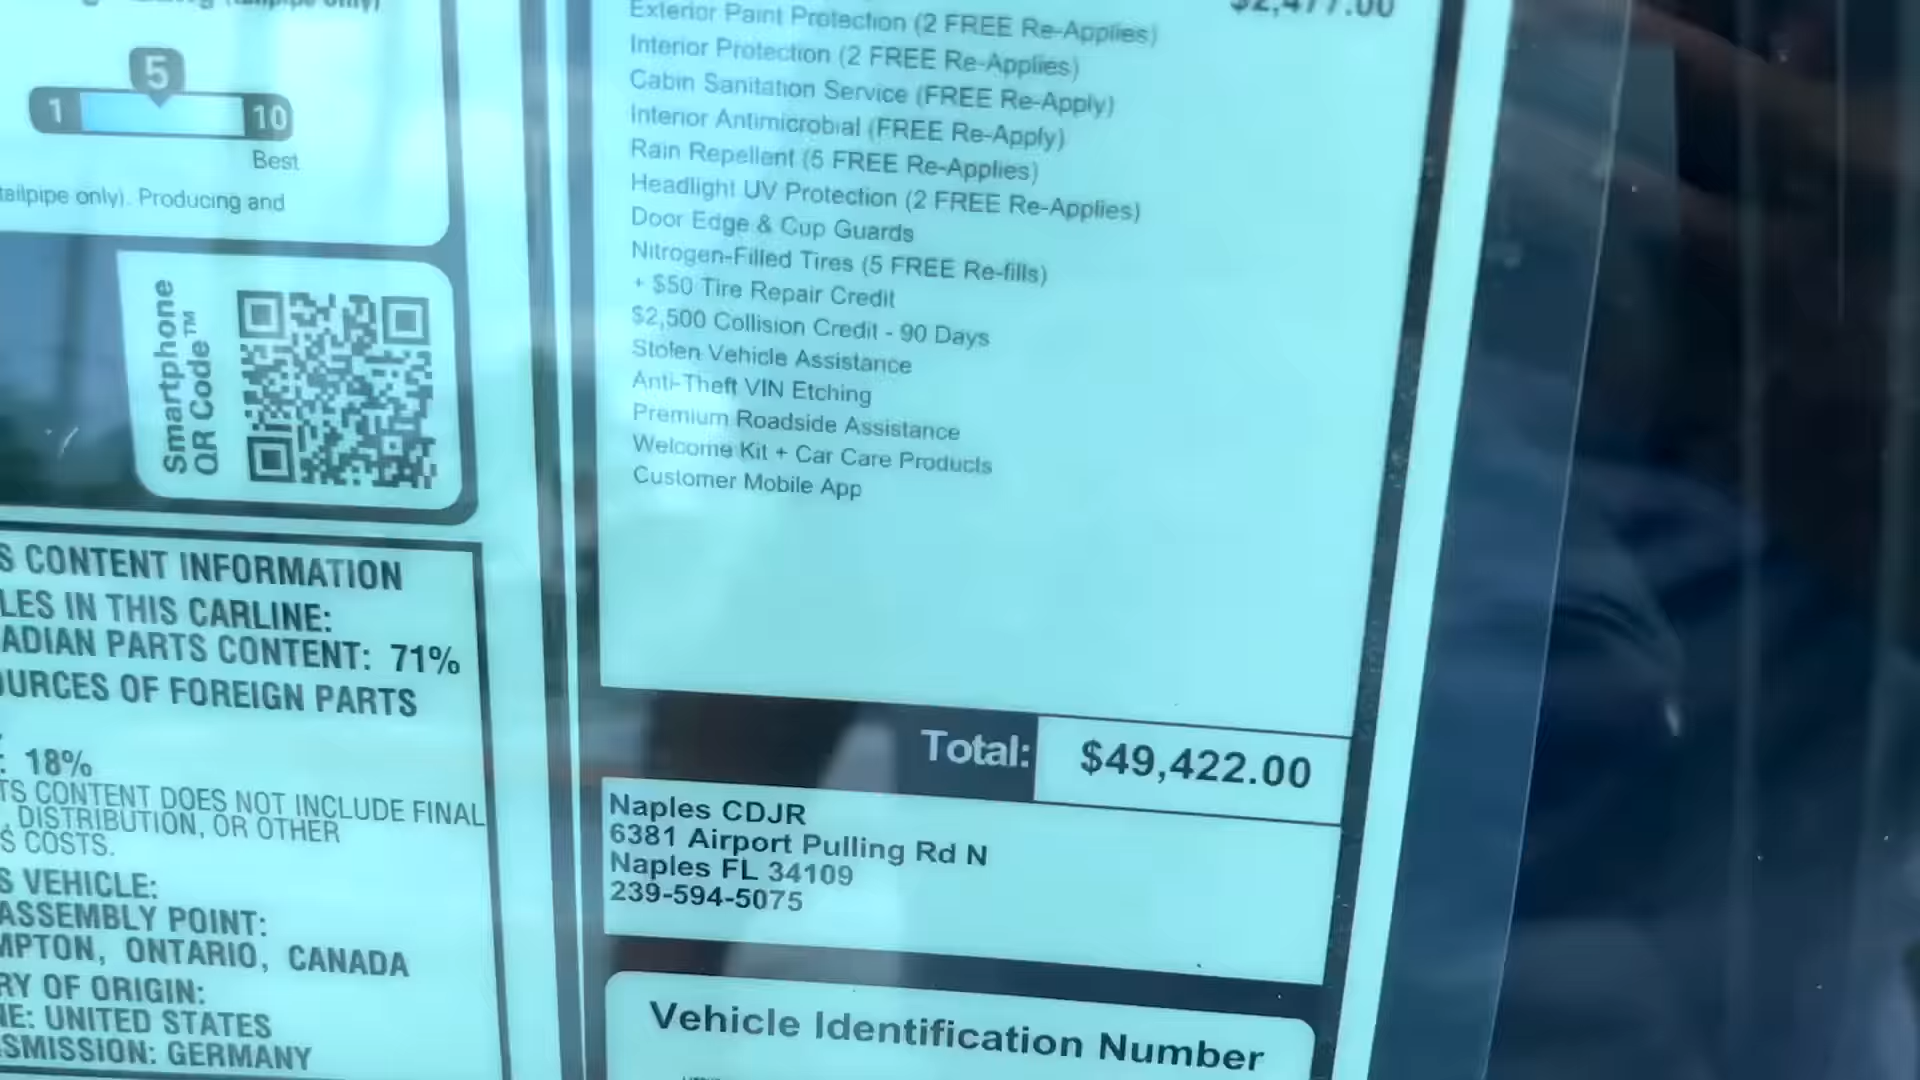 (tailpipe only)
5
1
10
Best
tailpipe only). Producing and
Smartphone
QR Code™
S CONTENT INFORMATION
LES IN THIS CARLINE:
ADIAN PARTS CONTENT: 71%
OURCES OF FOREIGN PARTS
: 18%
TS CONTENT DOES NOT INCLUDE FINAL
, DISTRIBUTION, OR OTHER
S COSTS.
S VEHICLE:
ASSEMBLY POINT:
MPTON, ONTARIO, CANADA
RY OF ORIGIN:
NE: UNITED STATES
SMISSION: GERMANY
$2,477.00
Exterior Paint Protection (2 FREE Re-Applies)
Interior Protection (2 FREE Re-Applies)
Cabin Sanitation Service (FREE Re-Apply)
Interior Antimicrobial (FREE Re-Apply)
Rain Repellent (5 FREE Re-Applies)
Headlight UV Protection (2 FREE Re-Applies)
Door Edge & Cup Guards
Nitrogen-Filled Tires (5 FREE Re-fills)
+ $50 Tire Repair Credit
$2,500 Collision Credit - 90 Days
Stolen Vehicle Assistance
Anti-Theft VIN Etching
Premium Roadside Assistance
Welcome Kit + Car Care Products
Customer Mobile App
Total: $49,422.00
Naples CDJR
6381 Airport Pulling Rd N
Naples FL 34109
239-594-5075
Vehicle Identification Number